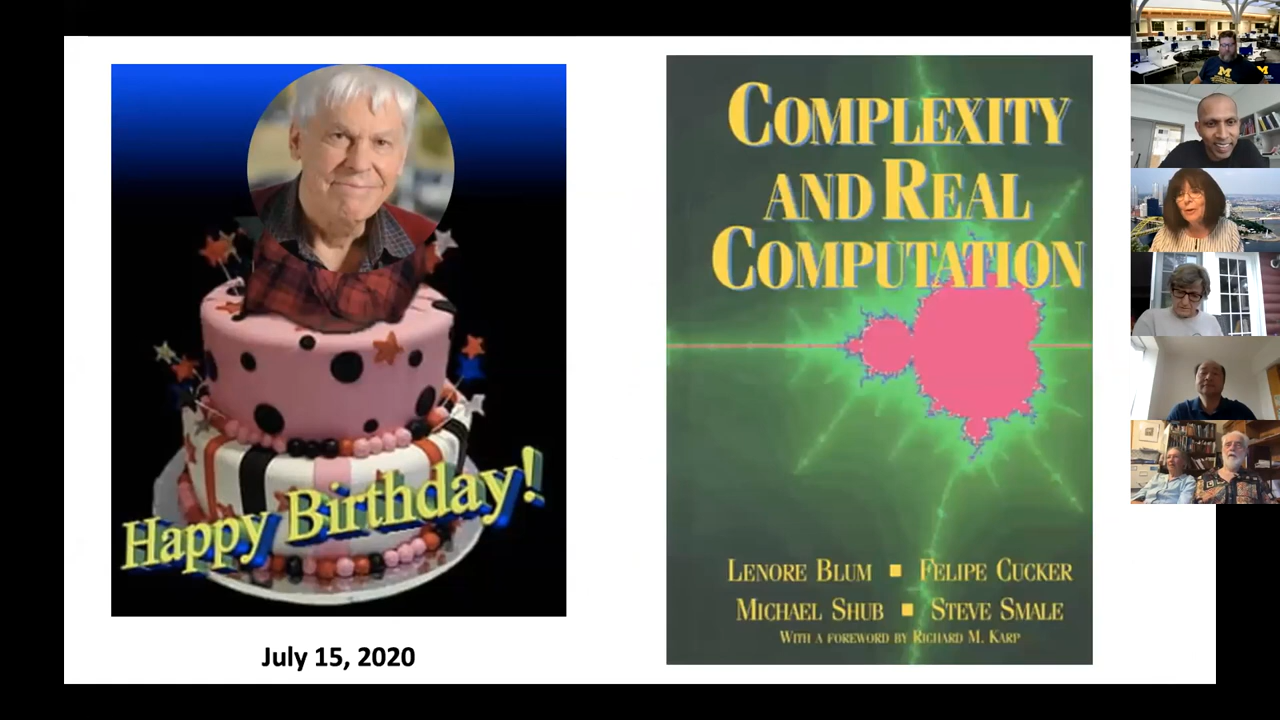 Happy Birthday!
July 15, 2020
COMPLEXITY
AND REAL
COMPUTATION
LENORE BLUM ■ FELIPE CUCKER
MICHAEL SHUB ■ STEVE SMALE
WITH A FOREWORD BY RICHARD M. KARP
M